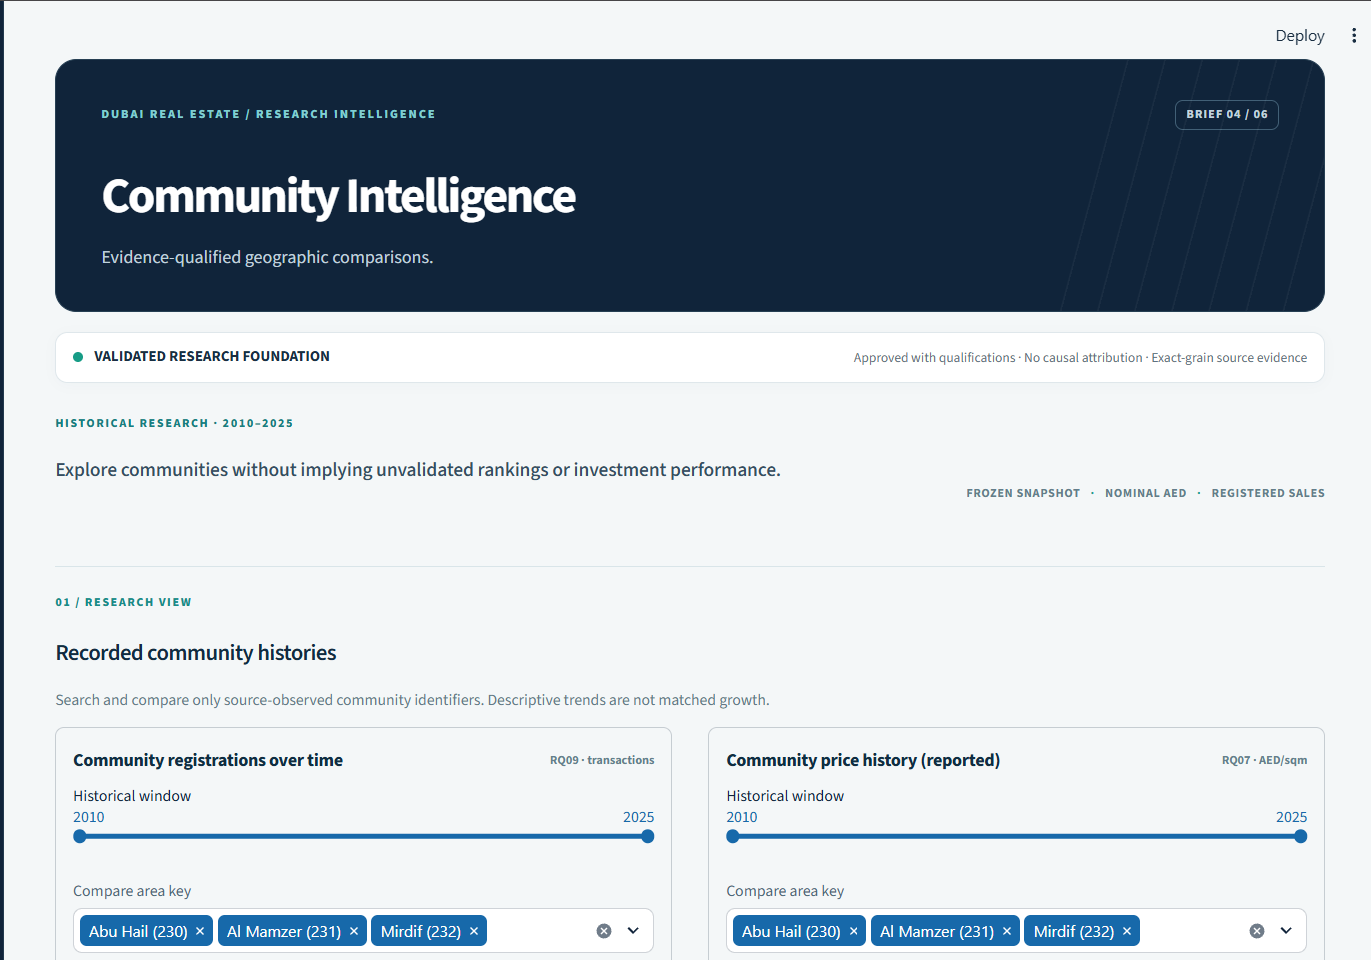 Deploy
DUBAI REAL ESTATE / RESEARCH INTELLIGENCE
BRIEF 04 / 06
Community Intelligence
Evidence-qualified geographic comparisons.
VALIDATED RESEARCH FOUNDATION
Approved with qualifications · No causal attribution · Exact-grain source evidence
HISTORICAL RESEARCH · 2010–2025
Explore communities without implying unvalidated rankings or investment performance.
FROZEN SNAPSHOT · NOMINAL AED · REGISTERED SALES
01 / RESEARCH VIEW
Recorded community histories
Search and compare only source-observed community identifiers. Descriptive trends are not matched growth.
Community registrations over time
RQ09 · transactions
Historical window
2010 2025
Compare area key
Abu Hail (230) × Al Mamzer (231) × Mirdif (232) ×
Community price history (reported)
RQ07 · AED/sqm
Historical window
2010 2025
Compare area key
Abu Hail (230) × Al Mamzer (231) × Mirdif (232) ×